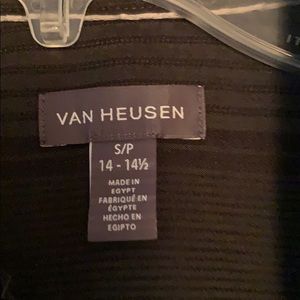 VAN HEUSEN
S/P
14 - 14½
MADE IN
EGYPT
FABRIQUÉ EN
ÉGYPTE
HECHO EN
EGIPTO